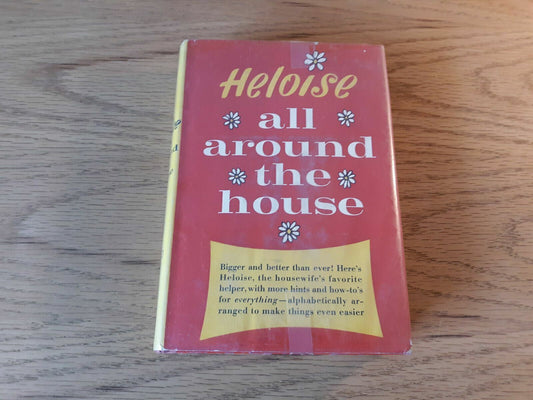 Heloise
all
around
the
house
Bigger and better than ever! Here's
Heloise, the housewife's favorite
helper, with more hints and how-to's
for everything—alphabetically ar-
ranged to make things even easier